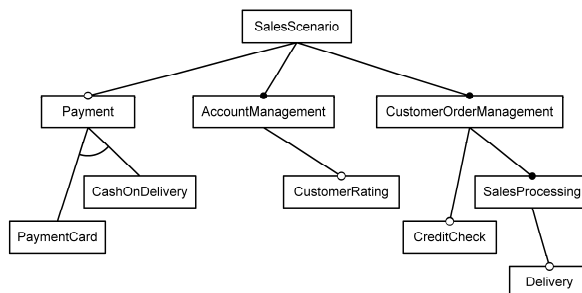 SalesScenario
Payment
AccountManagement
CustomerOrderManagement
CashOnDelivery
CustomerRating
SalesProcessing
PaymentCard
CreditCheck
Delivery